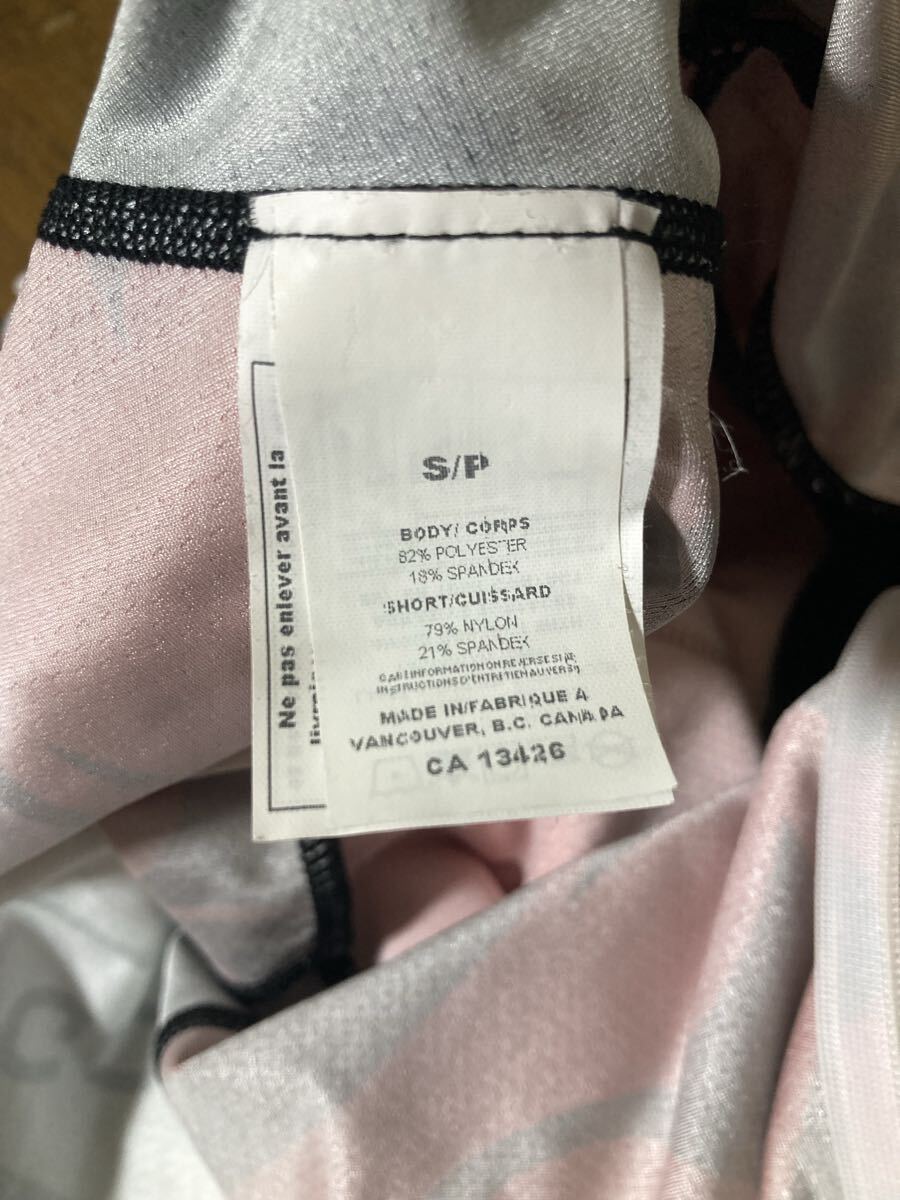 S/P
BODY/ CORPS
82% POLYESTER
18% SPANDEX
SHORT/CUISSARD
79% NYLON
21% SPANDEX
MADE IN/FABRIQUE A
VANCOUVER, B.C. CANADA
CA 13426
Ne pas enlever avant la